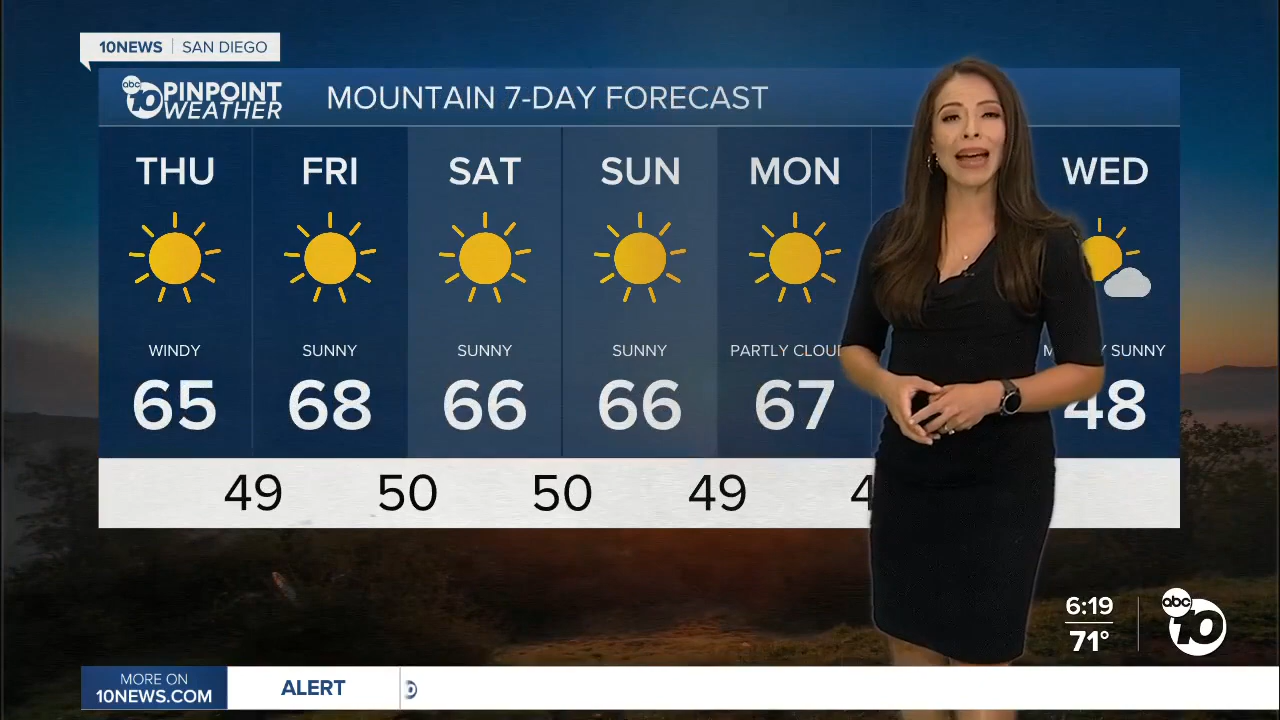 10NEWS | SAN DIEGO
abc 10 PINPOINT WEATHER
MOUNTAIN 7-DAY FORECAST
THU FRI SAT SUN MON WED
WINDY SUNNY SUNNY SUNNY PARTLY SUNNY
65 68 66 66 67 48
49 50 50 49
6:19
71°
abc 10
MORE ON
10NEWS.COM
ALERT